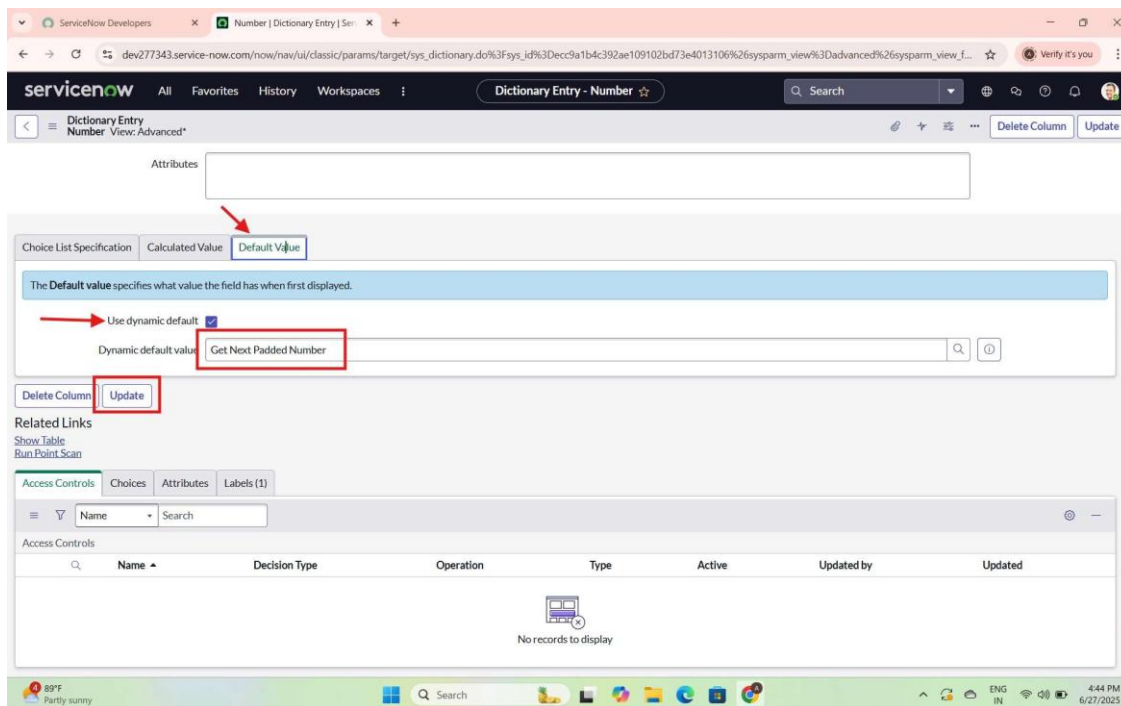 ServiceNow Developers
Number | Dictionary Entry | Ser
dev277343.service-now.com/now/nav/ui/classic/params/target/sys_dictionary.do%3Fsys_id%3Decc9a1b4c392ae109102bd73e4013106%26sysparm_view%3Dadvanced%26sysparm_view_f... Verify it's you
servicenow All Favorites History Workspaces Dictionary Entry - Number Search
Dictionary Entry
Number View: Advanced*
Delete Column Update
Attributes
Choice List Specification Calculated Value Default Value
The Default value specifies what value the field has when first displayed.
Use dynamic default
Dynamic default value Get Next Padded Number
Delete Column Update
Related Links
Show Table
Run Point Scan
Access Controls Choices Attributes Labels (1)
Name Search
Access Controls
Name Decision Type Operation Type Active Updated by Updated
No records to display
4 89°F
Partly sunny
Search
ENG
IN
4:44 PM
6/27/2025